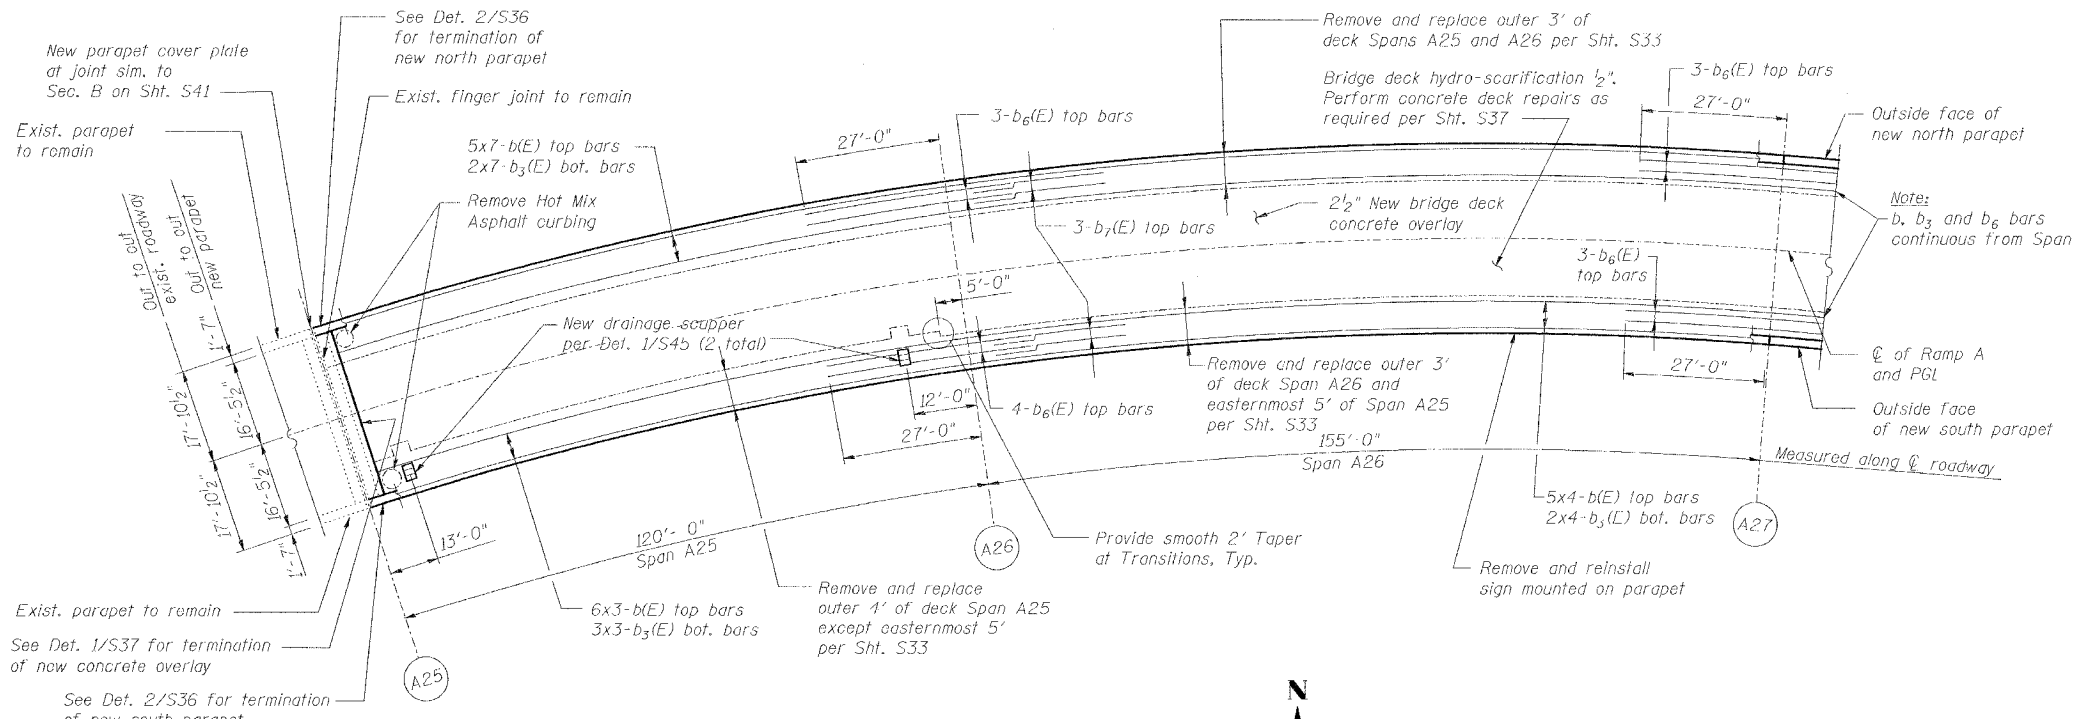 See Det. 2/S36
for termination of
new north parapet
New parapet cover plate
at joint sim. to
Sec. B on Sht. S41
Exist. finger joint to remain
Exist. parapet
to remain
5x7-b(E) top bars
2x7-b3(E) bot. bars
Remove Hot Mix
Asphalt curbing
27'-0"
3-b6(E) top bars
Remove and replace outer 3' of
deck Spans A25 and A26 per Sht. S33
Bridge deck hydro-scarification ½".
Perform concrete deck repairs as
required per Sht. S37
3-b6(E) top bars
27'-0"
Outside face of
new north parapet
Out to out
exist. roadway
Out to out
new parapet
3-b7(E) top bars
2½" New bridge deck
concrete overlay
Note:
b, b3 and b6 bars
continuous from Span
3-b6(E)
top bars
5'-0"
New drainage scupper
per Det. 1/S45 (2 total)
1'-7"
17'-10½"
16'-5½"
17'-10½"
16'-5½"
1'-7"
12'-0"
27'-0"
4-b6(E) top bars
Remove and replace outer 3'
of deck Span A26 and
easternmost 5' of Span A25
per Sht. S33
27'-0"
℄ of Ramp A
and PGL
Outside face
of new south parapet
155'-0"
Span A26
Measured along ℄ roadway
13'-0"
120'-0"
Span A25
A26
Provide smooth 2' Taper
at Transitions, Typ.
5x4-b(E) top bars
2x4-b3(E) bot. bars
A27
Remove and reinstall
sign mounted on parapet
Exist. parapet to remain
6x3-b(E) top bars
3x3-b3(E) bot. bars
Remove and replace
outer 4' of deck Span A25
except easternmost 5'
per Sht. S33
See Det. 1/S37 for termination
of new concrete overlay
A25
See Det. 2/S36 for termination
of new south parapet
N